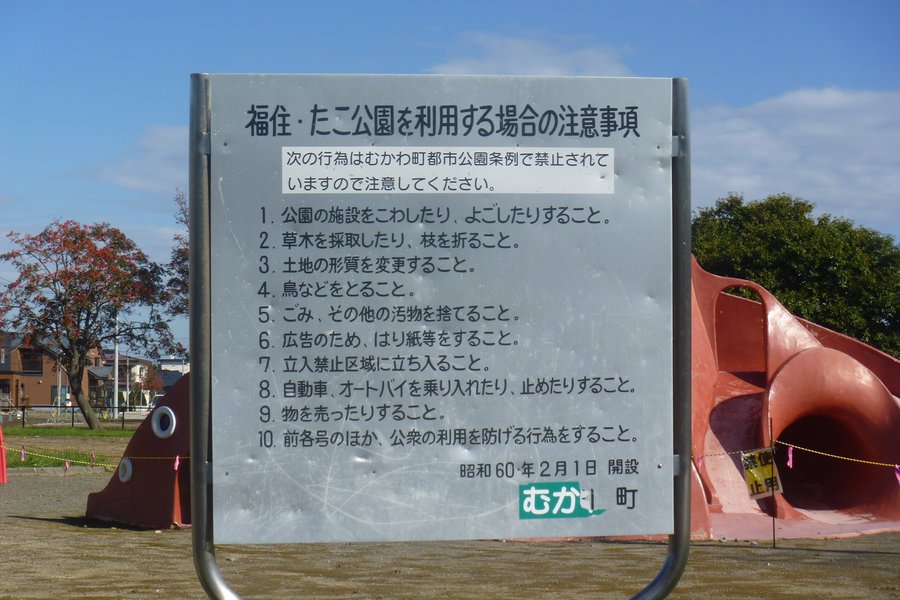 福住・たこ公園を利用する場合の注意事項
次の行為はむかわ町都市公園条例で禁止されて
いますので注意してください。
1. 公園の施設をこわしたり、よごしたりすること。
2. 草木を採取したり、枝を折ること。
3. 土地の形質を変更すること。
4. 鳥などをとること。
5. ごみ、その他の汚物を捨てること。
6. 広告のため、はり紙等をすること。
7. 立入禁止区域に立ち入ること。
8. 自動車、オートバイを乗り入れたり、止めたりすること。
9. 物を売ったりすること。
10. 前各号のほか、公衆の利用を防げる行為をすること。
昭和60年2月1日 開設
むか 町